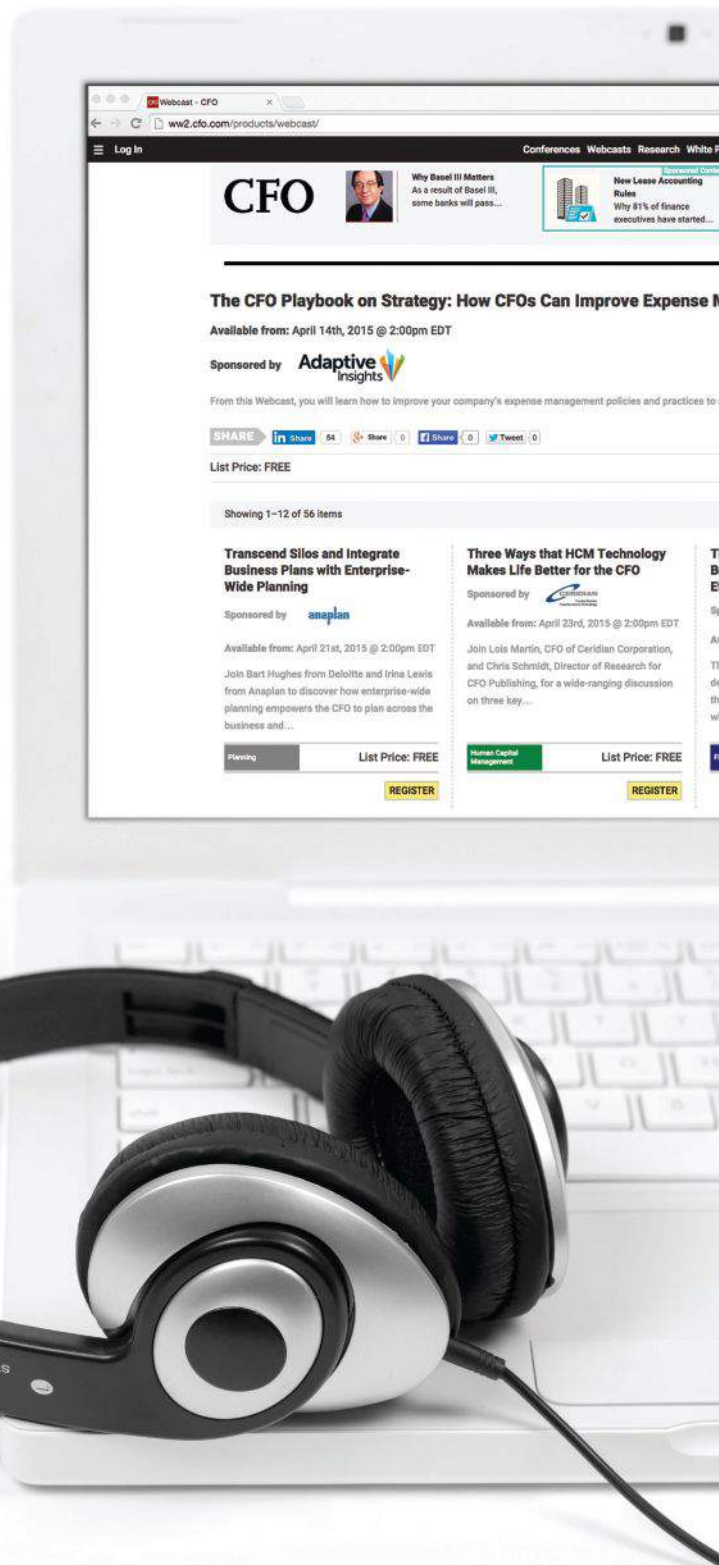 Webcast - CFO
ww2.cfo.com/products/webcast/
Log In
Conferences Webcasts Research White P
CFO
Why Basel III Matters
As a result of Basel III,
some banks will pass...
Sponsored Conte
New Lease Accounting
Rules
Why 81% of finance
executives have started...
The CFO Playbook on Strategy: How CFOs Can Improve Expense M
Available from: April 14th, 2015 @ 2:00pm EDT
Sponsored by Adaptive
Insights
From this Webcast, you will learn how to improve your company's expense management policies and practices to
SHARE in Share 54 g+ Share 0 f Share 0 Tweet 0
List Price: FREE
Showing 1–12 of 56 items
Transcend Silos and Integrate
Business Plans with Enterprise-
Wide Planning
Sponsored by anaplan
Available from: April 21st, 2015 @ 2:00pm EDT
Join Bart Hughes from Deloitte and Irina Lewis
from Anaplan to discover how enterprise-wide
planning empowers the CFO to plan across the
business and...
Planning List Price: FREE
REGISTER
Three Ways that HCM Technology
Makes Life Better for the CFO
Sponsored by CERIDIAN
Available from: April 23rd, 2015 @ 2:00pm EDT
Join Lois Martin, CFO of Ceridian Corporation,
and Chris Schmidt, Director of Research for
CFO Publishing, for a wide-ranging discussion
on three key...
Human Capital
Management List Price: FREE
REGISTER